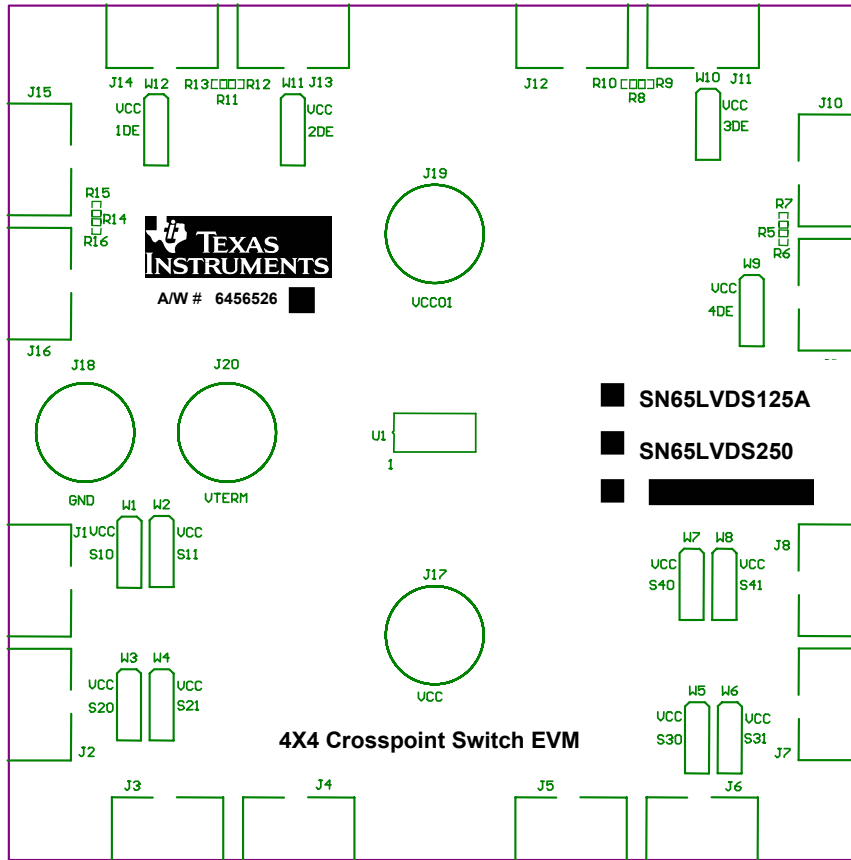 J14 W12 R13 R12 W11 J13
R11
J12 R10 R9 W10 J11
R8
J15
VCC
1DE
VCC
2DE
VCC
3DE
J10
J19
R15
R14
R16
R7
R5
R6
TEXAS
INSTRUMENTS
A/W # 6456526
VCC01
W9
VCC
4DE
J16
J18
J20
SN65LVDS125A
U1
SN65LVDS250
1
GND
VTERM
J1 VCC W1 W2 VCC
S10 S11
W7 W8
J8
VCC VCC
S40 S41
J17
W3 W4
VCC VCC
S20 S21
VCC
W5 W6
VCC VCC
S30 S31
J2
4X4 Crosspoint Switch EVM
J7
J3
J4
J5
J6